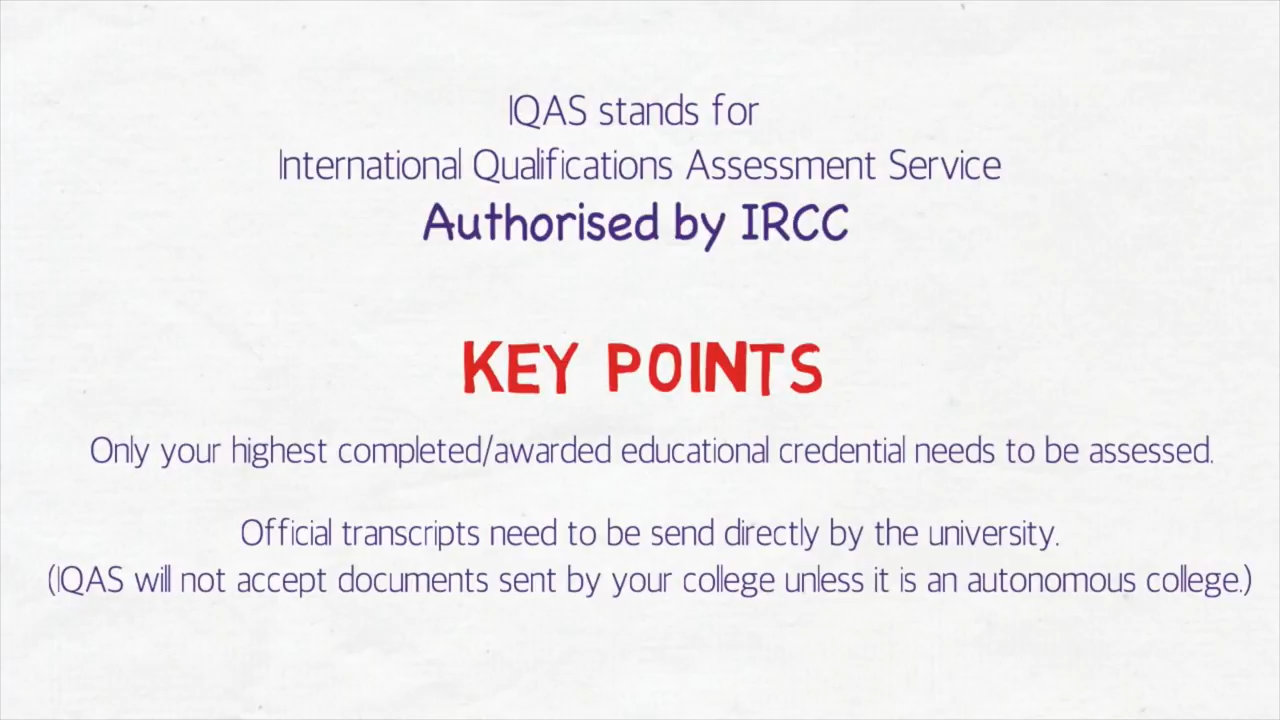 IQAS stands for
International Qualifications Assessment Service
Authorised by IRCC
KEY POINTS
Only your highest completed/awarded educational credential needs to be assessed.
Official transcripts need to be send directly by the university.
(IQAS will not accept documents sent by your college unless it is an autonomous college.)